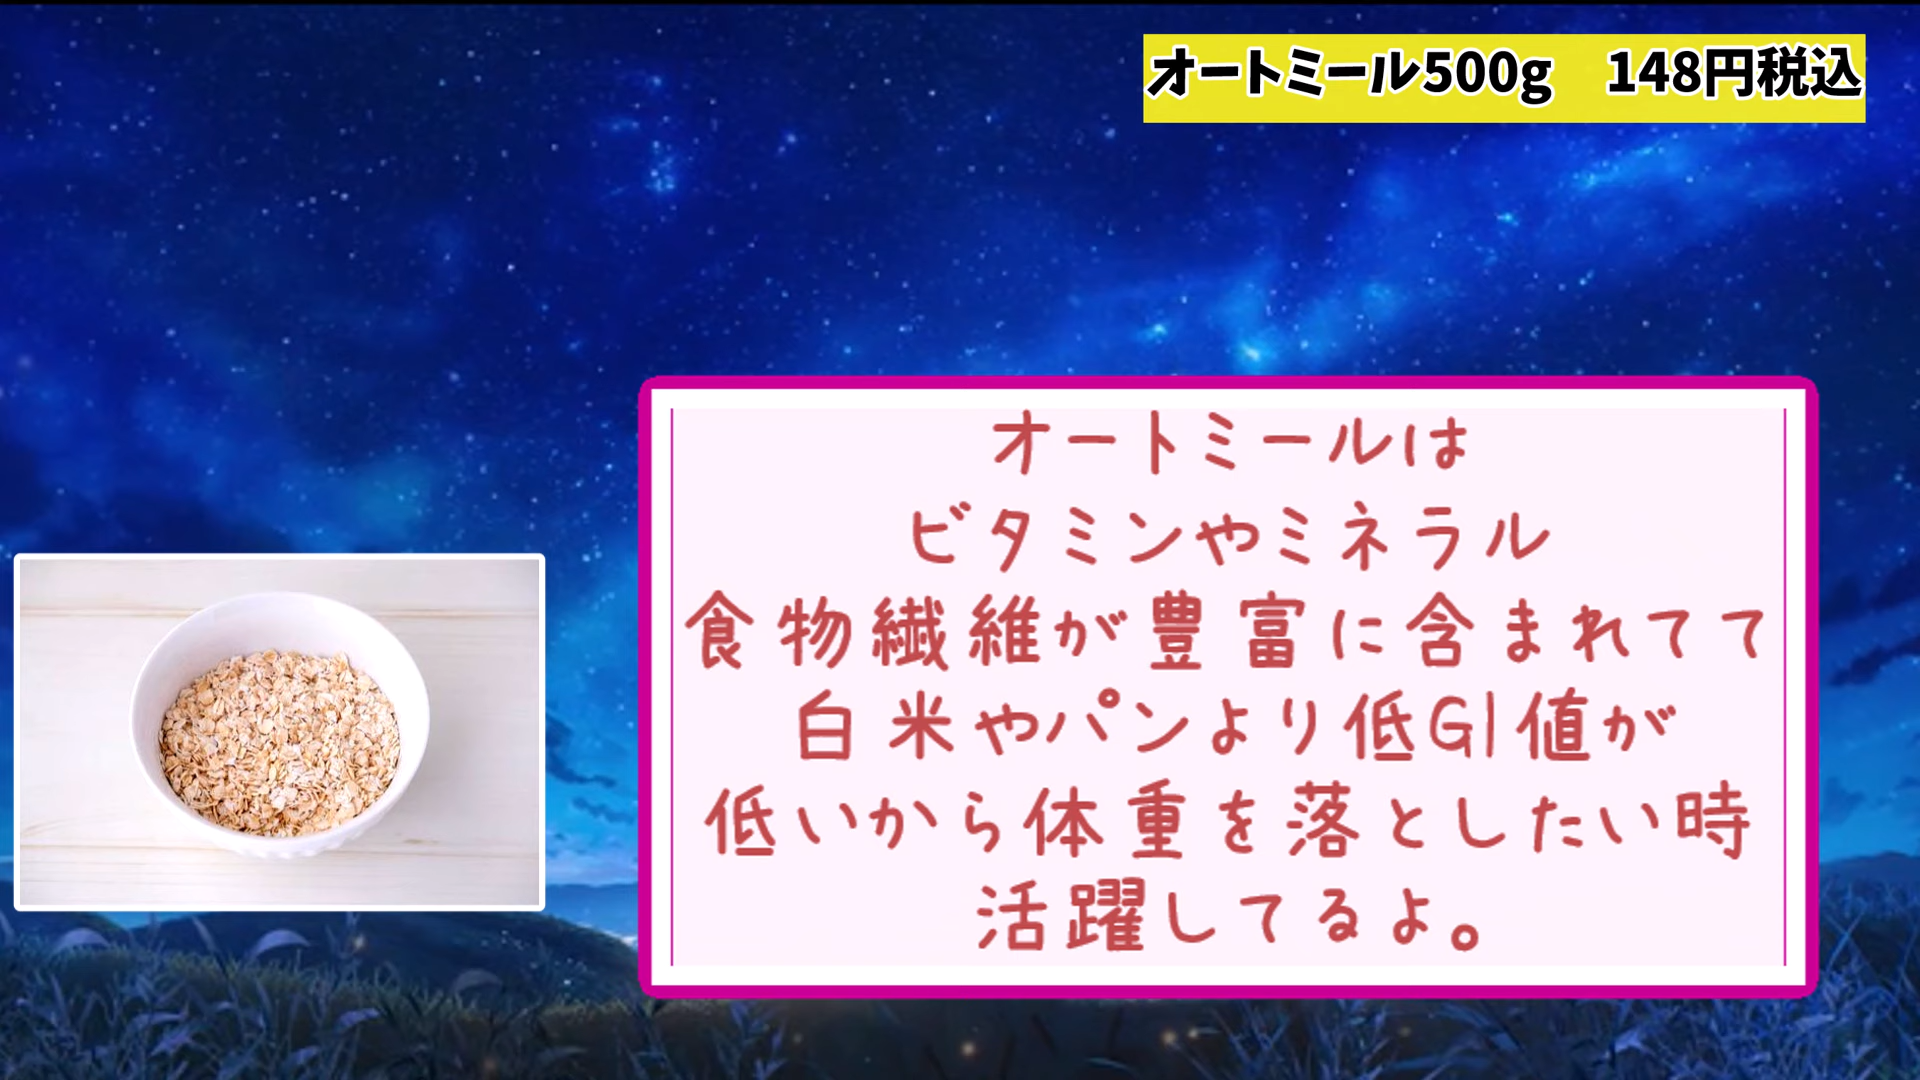 オートミール500g　148円税込
オートミールは
ビタミンやミネラル
食物繊維が豊富に含まれてて
白米やパンより低GI値が
低いから体重を落としたい時
活躍してるよ。